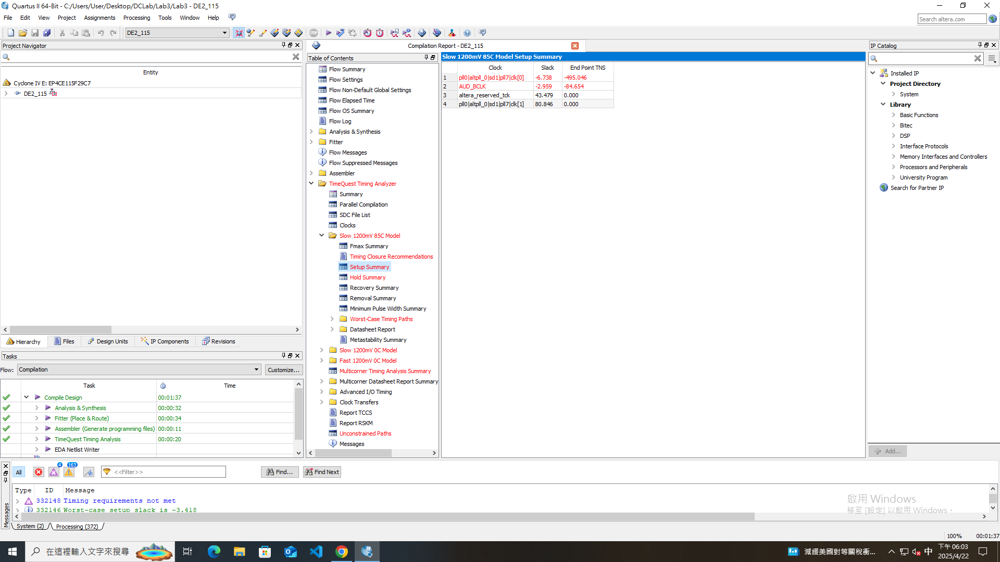 Quartus II 64-Bit - C:/Users/User/Desktop/DCLab/Lab3/Lab3 - DE2_115
File Edit View Project Assignments Processing Tools Window Help
Search altera.com
DE2_115
Project Navigator
Entity
Cyclone IV E: EP4CE115F29C7
DE2_115
Hierarchy Files Design Units IP Components Revisions
Tasks
Flow: Compilation Customize...
Task Time
Compile Design 00:01:37
Analysis & Synthesis 00:00:32
Fitter (Place & Route) 00:00:34
Assembler (Generate programming files) 00:00:11
TimeQuest Timing Analysis 00:00:20
EDA Netlist Writer
Compilation Report - DE2_115
Table of Contents
Flow Summary
Flow Settings
Flow Non-Default Global Settings
Flow Elapsed Time
Flow OS Summary
Flow Log
Analysis & Synthesis
Fitter
Flow Messages
Flow Suppressed Messages
Assembler
TimeQuest Timing Analyzer
Summary
Parallel Compilation
SDC File List
Clocks
Slow 1200mV 85C Model
Fmax Summary
Timing Closure Recommendations
Setup Summary
Hold Summary
Recovery Summary
Removal Summary
Minimum Pulse Width Summary
Worst-Case Timing Paths
Datasheet Report
Metastability Summary
Slow 1200mV 0C Model
Fast 1200mV 0C Model
Multicorner Timing Analysis Summary
Multicorner Datasheet Report Summary
Advanced I/O Timing
Clock Transfers
Report TCCS
Report RSKM
Unconstrained Paths
Messages
Slow 1200mV 85C Model Setup Summary
Clock Slack End Point TNS
1 pll0|altpll_0|sd1|pll7|clk[0] -6.738 -495.046
2 AUD_BCLK -2.959 -84.654
3 altera_reserved_tck 43.479 0.000
4 pll0|altpll_0|sd1|pll7|clk[1] 80.846 0.000
IP Catalog
Installed IP
Project Directory
System
Library
Basic Functions
Bitec
DSP
Interface Protocols
Memory Interfaces and Controllers
Processors and Peripherals
University Program
Search for Partner IP
Add...
All 4 163 <<Filter>> Find... Find Next
Type ID Message
332148 Timing requirements not met
332146 Worst-case setup slack is -3.418
Messages
System (2) Processing (372)
啟用 Windows
移至 [設定] 以啟用 Windows。
100% 00:01:37
在這裡輸入文字來搜尋
減緩美國對等關稅衝...
中
下午 06:03
2025/4/22